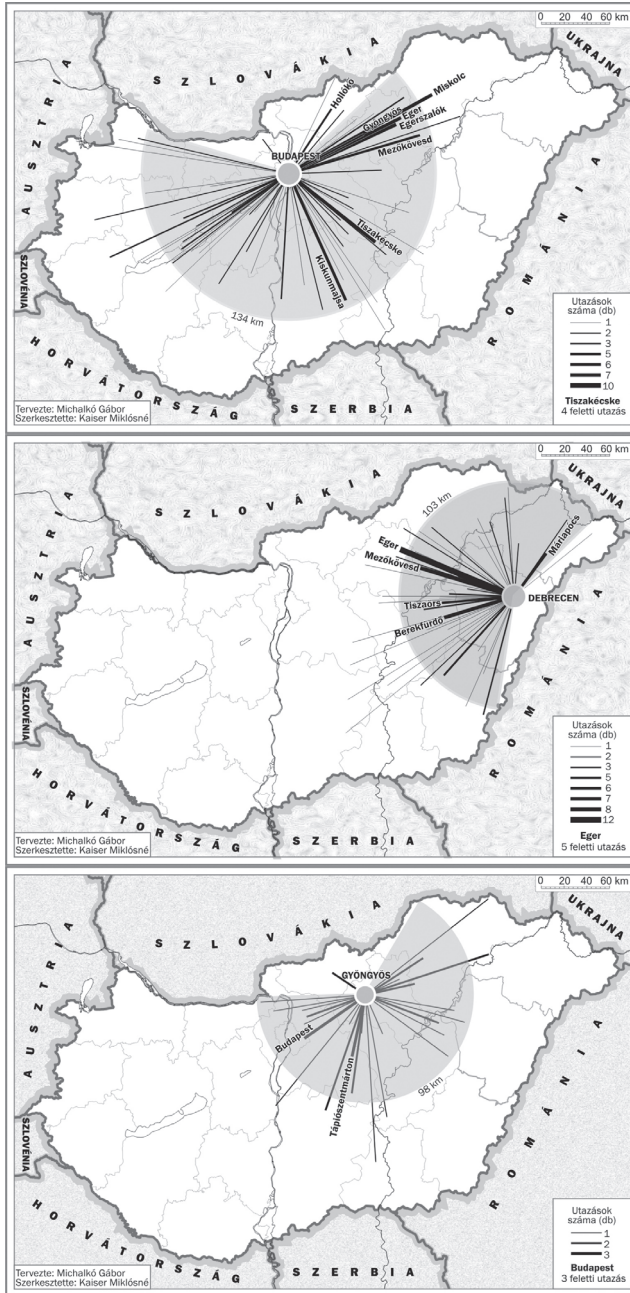 0 20 40 60 km
SZLOVÁKIA
UKRAJNA
AUSZTRIA
Hollókő
Miskolc
Gyöngyös
Eger
Egerszalók
Mezőkövesd
BUDAPEST
Tiszakécske
Kiskunmajsa
134 km
SZLOVÉNIA
ROMÁNIA
HORVÁTORSZÁG
SZERBIA
Utazások
száma (db)
1
2
3
5
6
7
10
Tiszakécske
4 feletti utazás
Tervezte: Michalkó Gábor
Szerkesztette: Kaiser Miklósné
0 20 40 60 km
SZLOVÁKIA
UKRAJNA
AUSZTRIA
103 km
Eger
Mezőkövesd
Máriapócs
DEBRECEN
Tiszaörs
Berekfürdő
SZLOVÉNIA
ROMÁNIA
HORVÁTORSZÁG
SZERBIA
Utazások
száma (db)
1
2
3
5
6
7
8
12
Eger
5 feletti utazás
Tervezte: Michalkó Gábor
Szerkesztette: Kaiser Miklósné
0 20 40 60 km
SZLOVÁKIA
UKRAJNA
AUSZTRIA
GYÖNGYÖS
Budapest
Tápiószentmárton
98 km
SZLOVÉNIA
ROMÁNIA
HORVÁTORSZÁG
SZERBIA
Utazások
száma (db)
1
2
3
Budapest
3 feletti utazás
Tervezte: Michalkó Gábor
Szerkesztette: Kaiser Miklósné